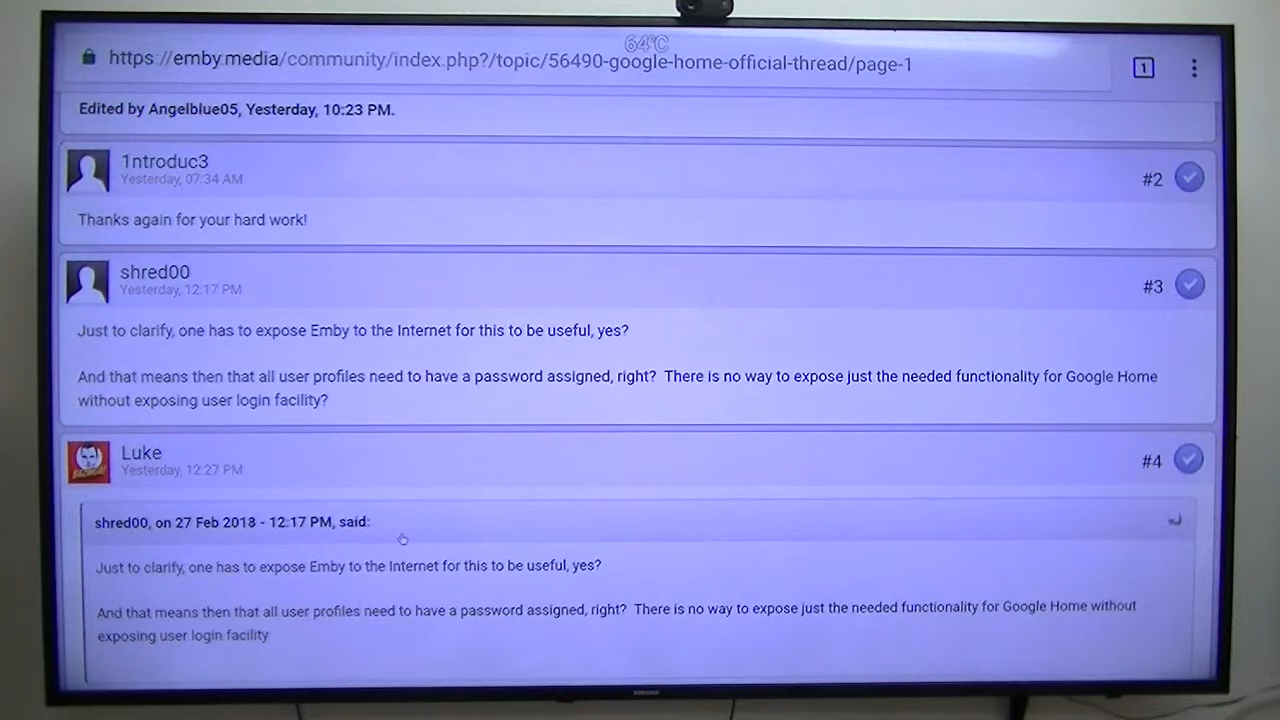 64°C
https://emby.media/community/index.php?/topic/56490-google-home-official-thread/page-1
1
Edited by Angelblue05, Yesterday, 10:23 PM.
1ntroduc3
Yesterday, 07:34 AM
#2
Thanks again for your hard work!
shred00
Yesterday, 12:17 PM
#3
Just to clarify, one has to expose Emby to the Internet for this to be useful, yes?
And that means then that all user profiles need to have a password assigned, right?  There is no way to expose just the needed functionality for Google Home
without exposing user login facility?
Luke
Yesterday, 12:27 PM
#4
shred00, on 27 Feb 2018 - 12:17 PM, said:
Just to clarify, one has to expose Emby to the Internet for this to be useful, yes?
And that means then that all user profiles need to have a password assigned, right?  There is no way to expose just the needed functionality for Google Home without
exposing user login facility
SAMSUNG